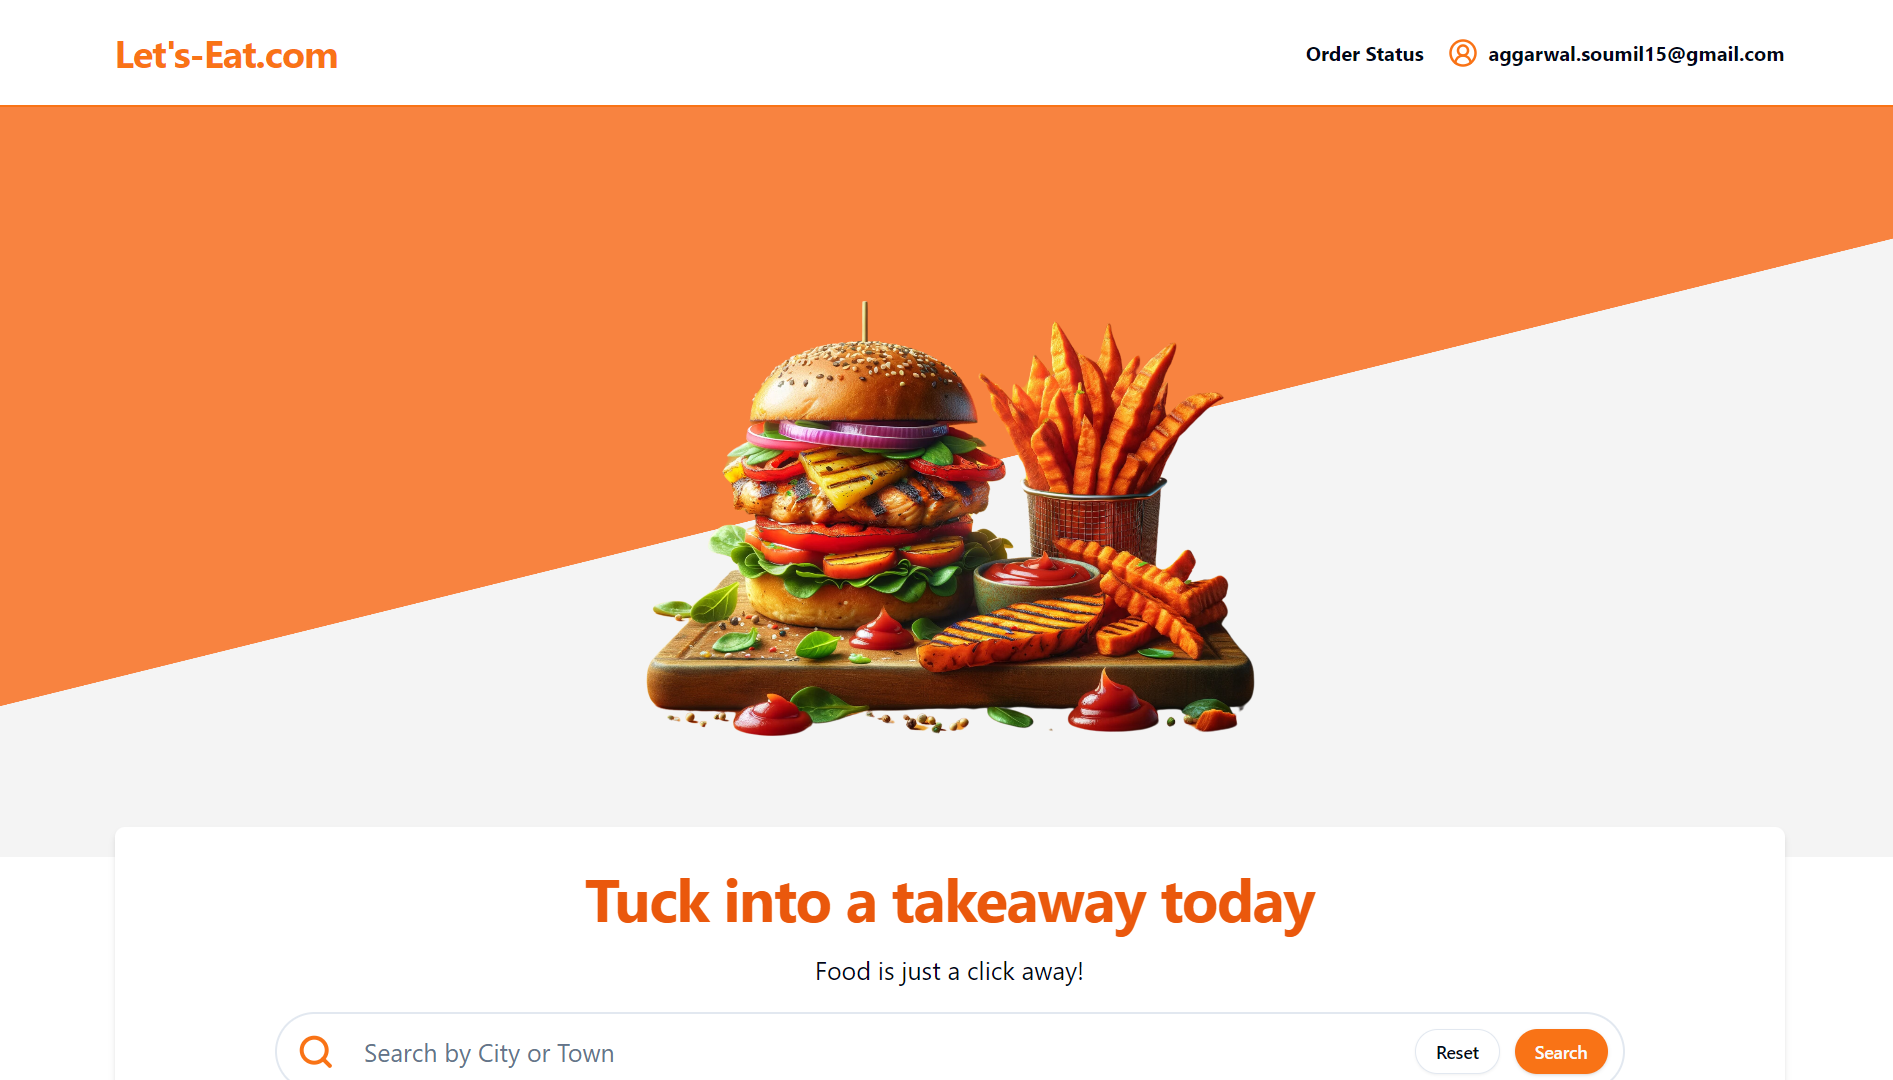 Let's-Eat.com
Order Status aggarwal.soumil15@gmail.com
Tuck into a takeaway today
Food is just a click away!
Search by City or Town Reset Search